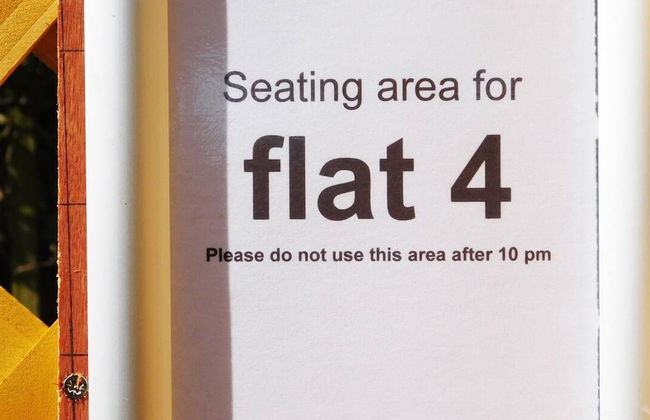 Seating area for
flat 4
Please do not use this area after 10 pm